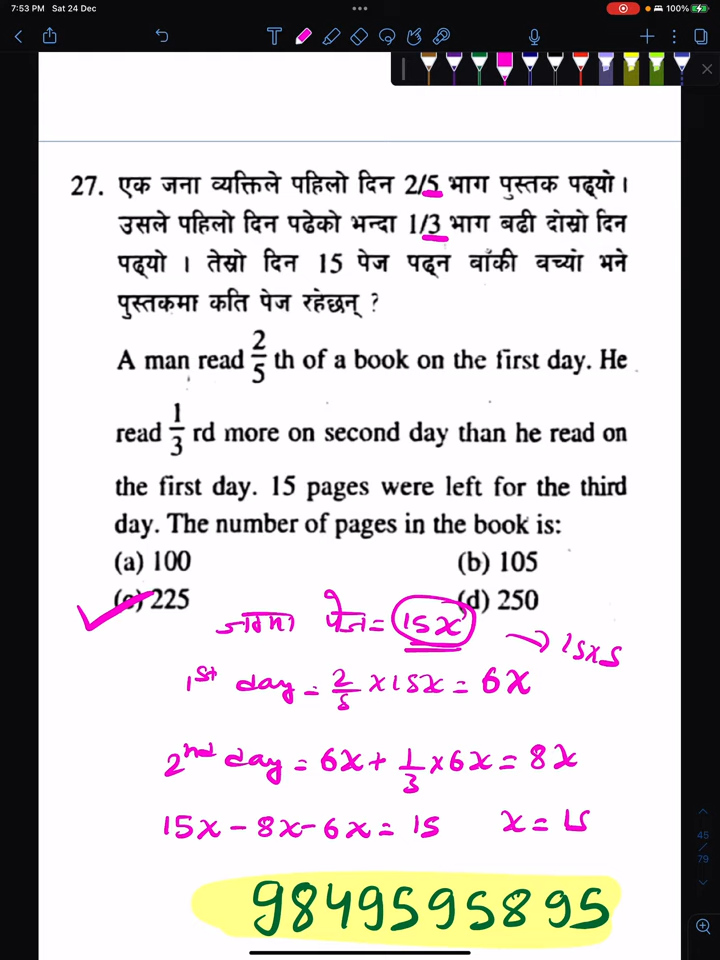 7:53 PM Sat 24 Dec
100%
27. एक जना व्यक्तिले पहिलो दिन 2/5 भाग पुस्तक पढ्यो।
उसले पहिलो दिन पढेको भन्दा 1/3 भाग बढी दोस्रो दिन
पढ्यो । तेस्रो दिन 15 पेज पढ्न बाँकी बच्यो भने
पुस्तकमा कति पेज रहेछन् ?
A man read 2/5 th of a book on the first day. He
read 1/3 rd more on second day than he read on
the first day. 15 pages were left for the third
day. The number of pages in the book is:
(a) 100 (b) 105
(c) 225 (d) 250
जम्मा पेज = 15x → 15x5
1st day = 2/5 x 15x = 6x
2nd day = 6x + 1/3 x 6x = 8x
15x - 8x - 6x = 15 x = 15
9849595895
45
79